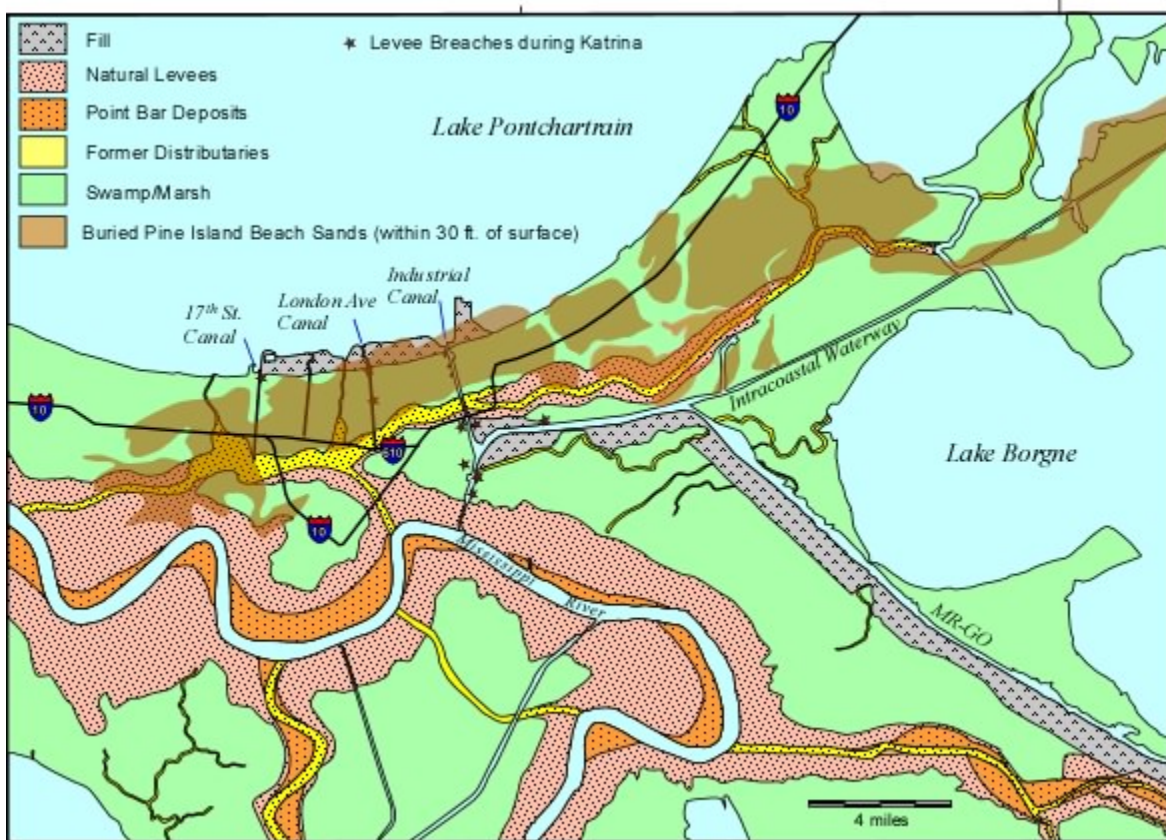 Fill
★ Levee Breaches during Katrina
Natural Levees
Point Bar Deposits
Former Distributaries
Swamp/Marsh
Buried Pine Island Beach Sands (within 30 ft. of surface)
Lake Pontchartrain
10
Industrial
Canal
London Ave
Canal
17th St.
Canal
Intracoastal Waterway
10
610
Lake Borgne
10
Mississippi
River
MR-GO
4 miles